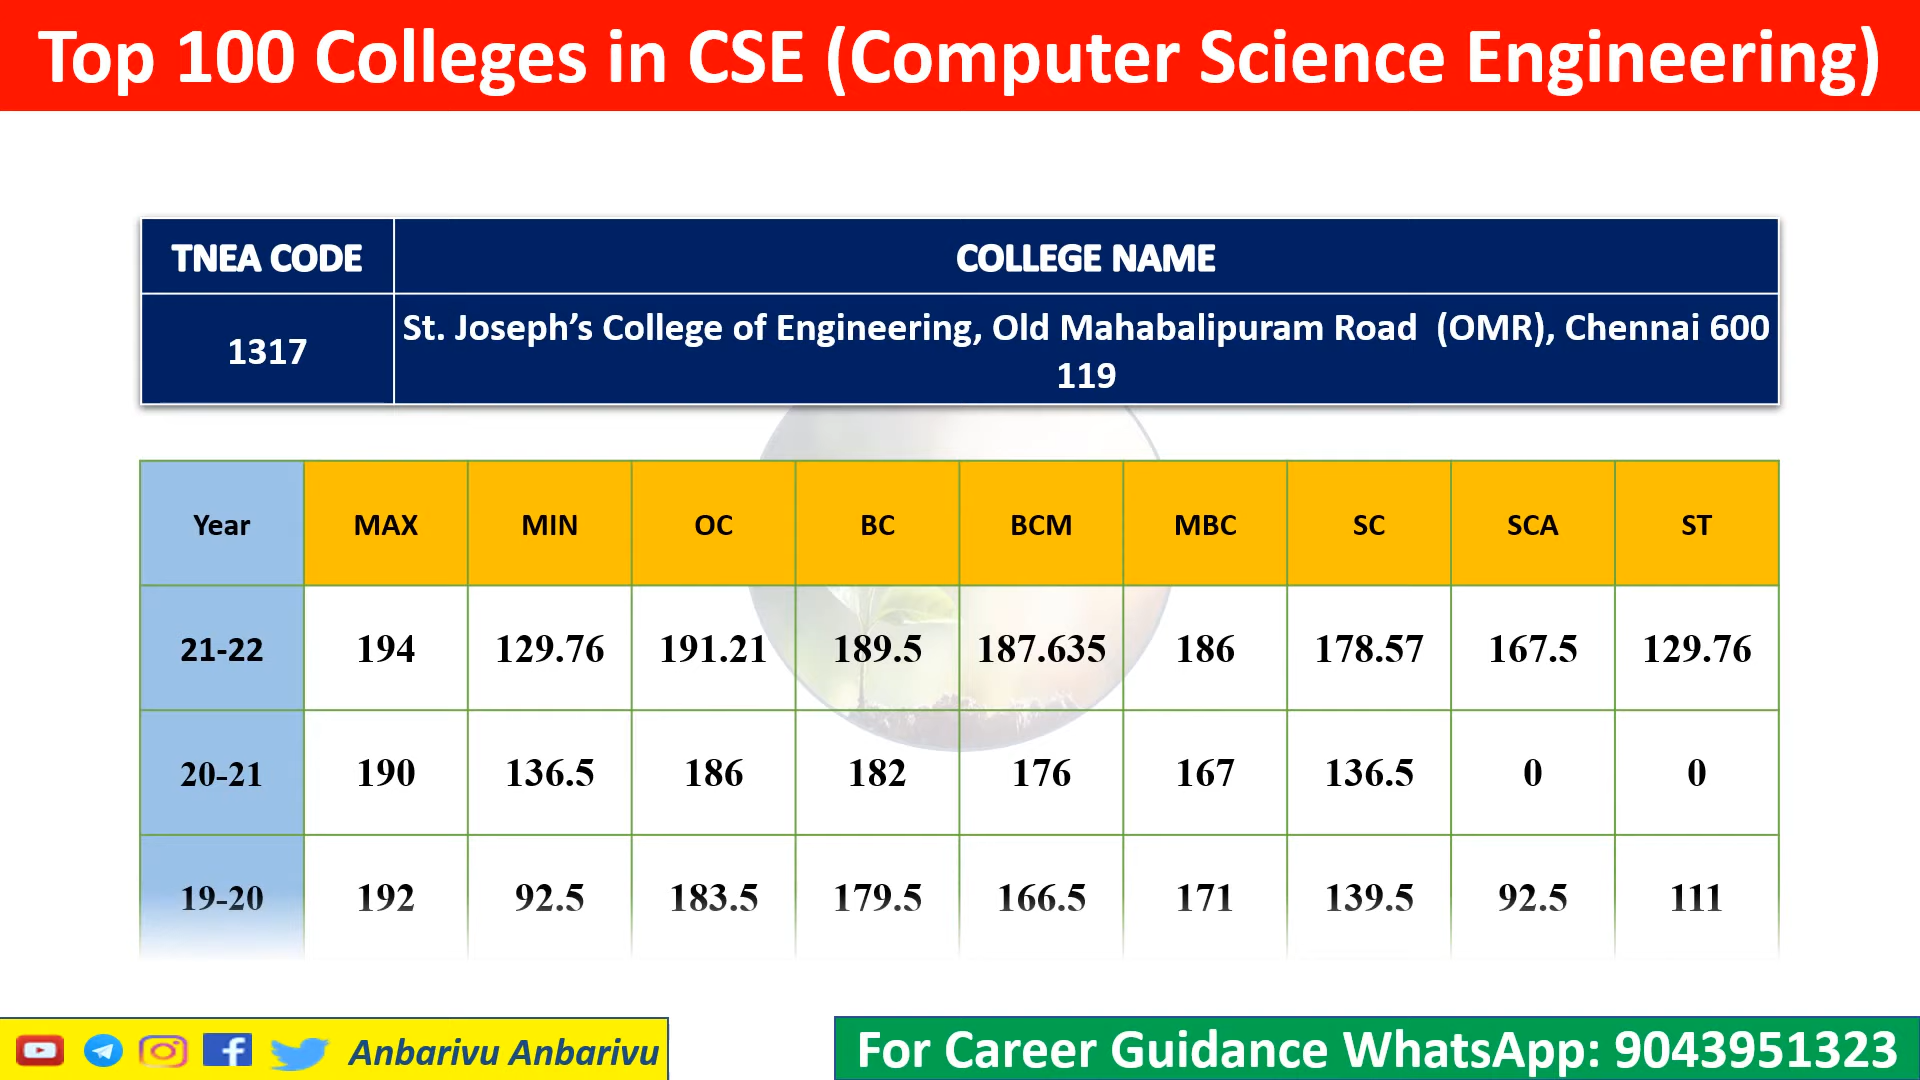 Top 100 Colleges in CSE (Computer Science Engineering)
TNEA CODE COLLEGE NAME
1317 St. Joseph’s College of Engineering, Old Mahabalipuram Road (OMR), Chennai 600
119
Year MAX MIN OC BC BCM MBC SC SCA ST
21-22 194 129.76 191.21 189.5 187.635 186 178.57 167.5 129.76
20-21 190 136.5 186 182 176 167 136.5 0 0
19-20 192 92.5 183.5 179.5 166.5 171 139.5 92.5 111
Anbarivu Anbarivu
For Career Guidance WhatsApp: 9043951323